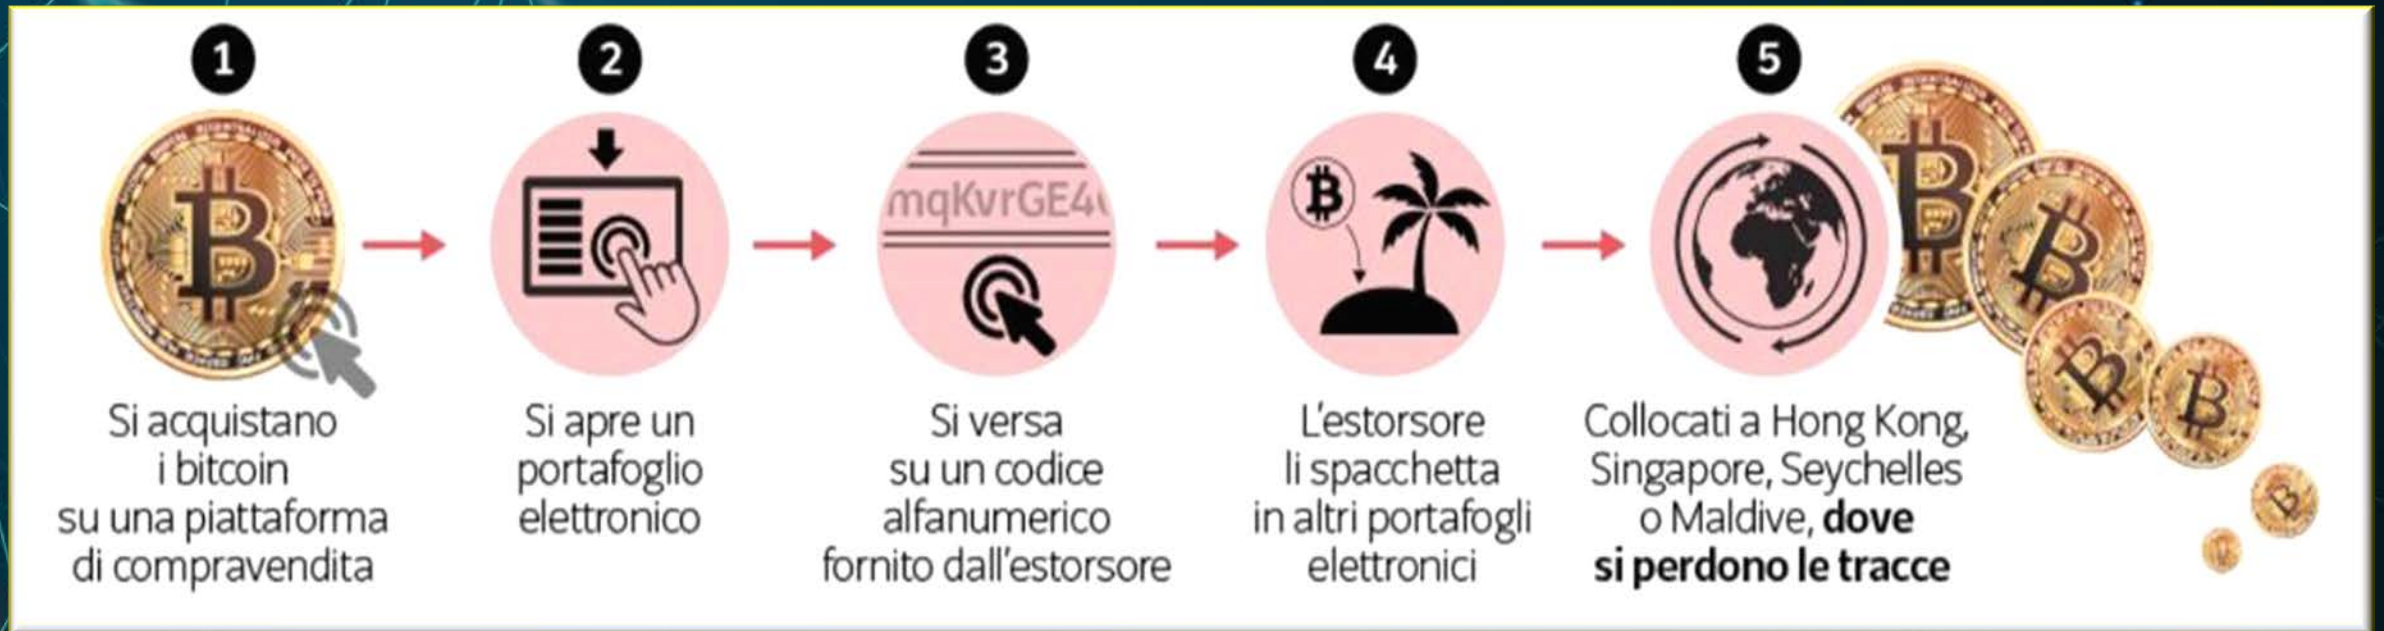 1
Si acquistano
i bitcoin
su una piattaforma
di compravendita
2
Si apre un
portafoglio
elettronico
3
mqKvrGE4
Si versa
su un codice
alfanumerico
fornito dall'estorsore
4
L'estorsore
li spacchetta
in altri portafogli
elettronici
5
Collocati a Hong Kong,
Singapore, Seychelles
o Maldive, dove
si perdono le tracce